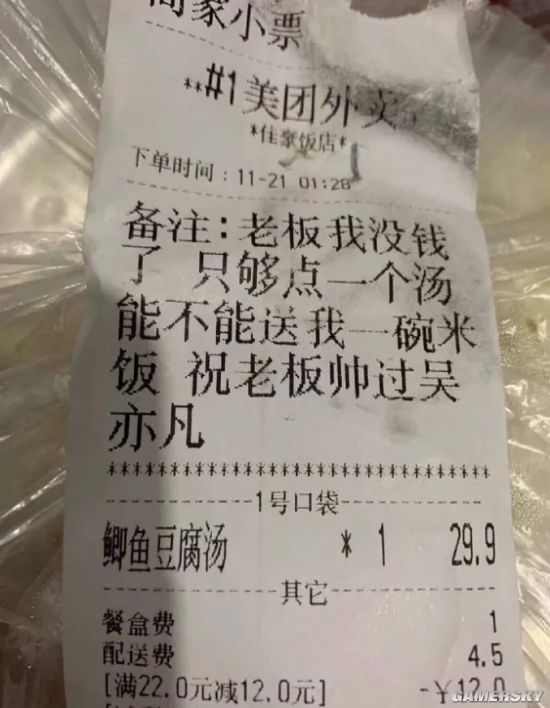 商家小票
**#1美团外卖*
*佳豪饭店*
下单时间: 11-21 01:28
备注:老板我没钱
了 只够点一个汤
能不能送我一碗米
饭 祝老板帅过吴
亦凡
********************************
1号口袋
鲫鱼豆腐汤 * 1 29.9
其它
餐盒费 1
配送费 4.5
[满22.0元减12.0元] -¥12.0
GAMERSKY